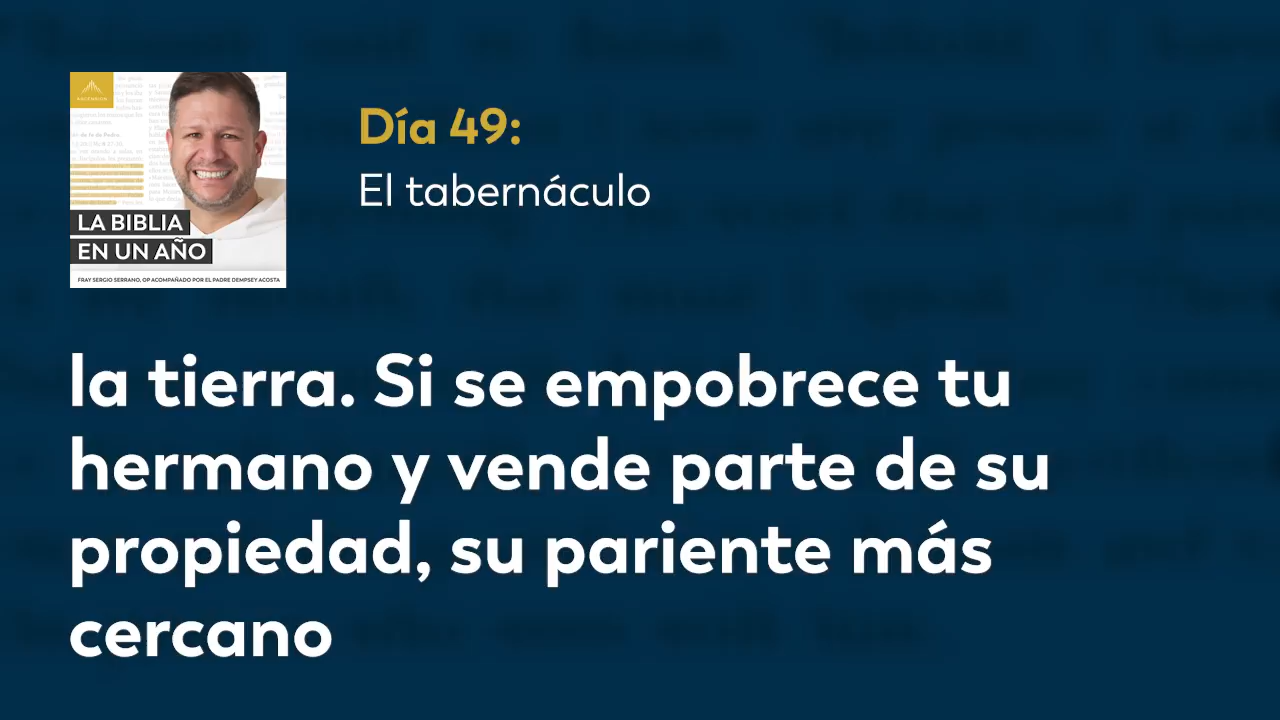 ASCENSION
LA BIBLIA
EN UN AÑO
FRAY SERGIO SERRANO, OP ACOMPAÑADO POR EL PADRE DEMPSEY ACOSTA
Día 49:
El tabernáculo
la tierra. Si se empobrece tu
hermano y vende parte de su
propiedad, su pariente más
cercano